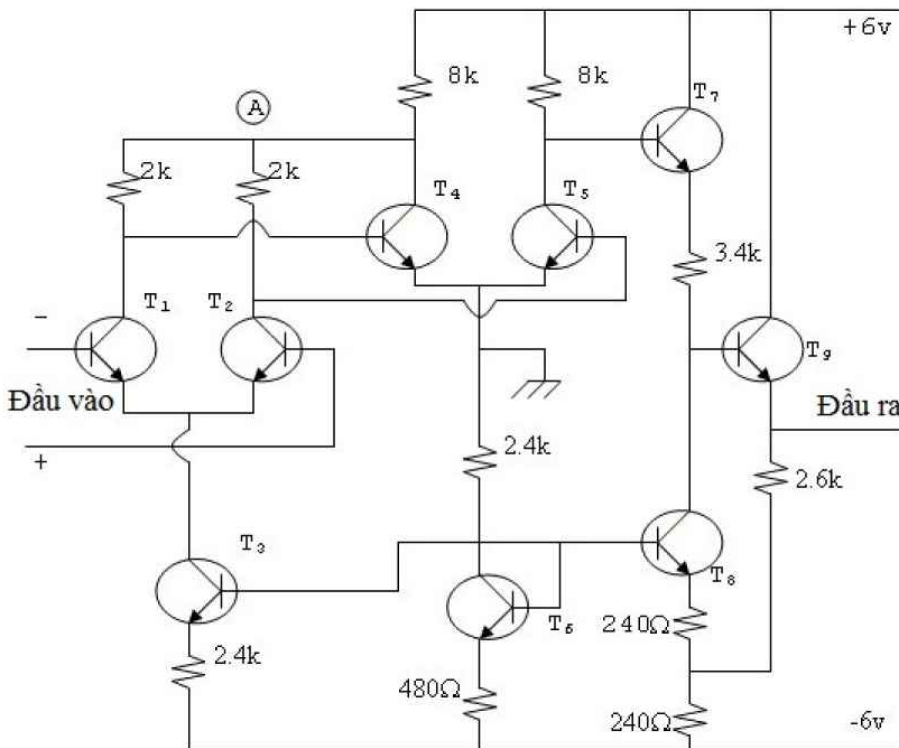 +6v
8k
8k
A
T₇
2k
2k
T₄
T₅
3.4k
T₁
T₂
−
T₉
Đầu vào
Đầu ra
+
2.4k
2.6k
T₃
T₈
T₆
240Ω
2.4k
480Ω
240Ω
-6v